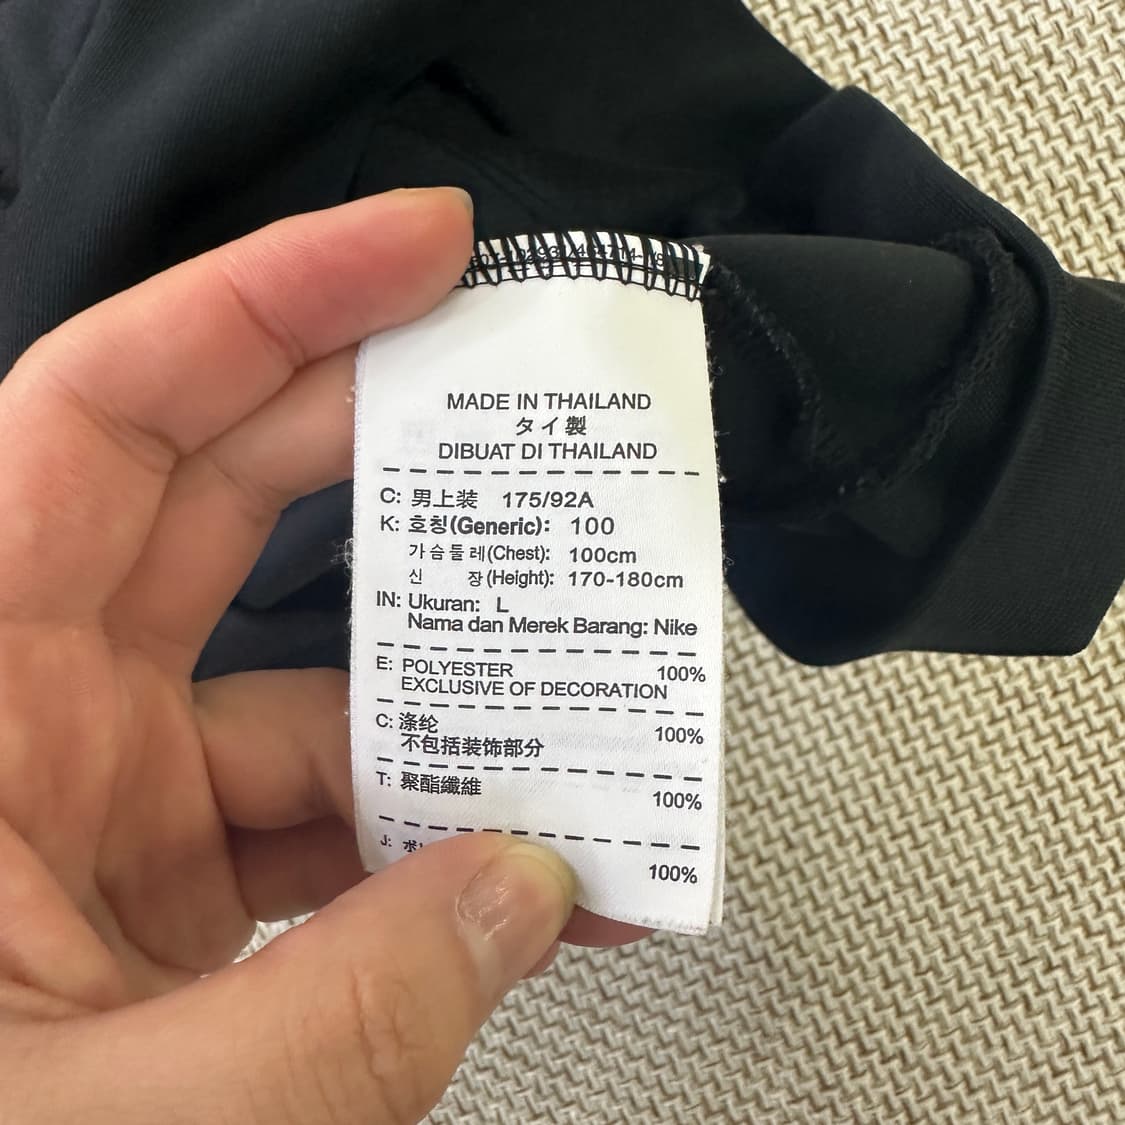 MADE IN THAILAND
タイ製
DIBUAT DI THAILAND
C: 男上装 175/92A
K: 호칭(Generic): 100
가슴둘레(Chest): 100cm
신 장(Height): 170-180cm
IN: Ukuran: L
Nama dan Merek Barang: Nike
E: POLYESTER 100%
EXCLUSIVE OF DECORATION
C: 涤纶 100%
不包括装饰部分
T: 聚酯纖維 100%
J: 100%